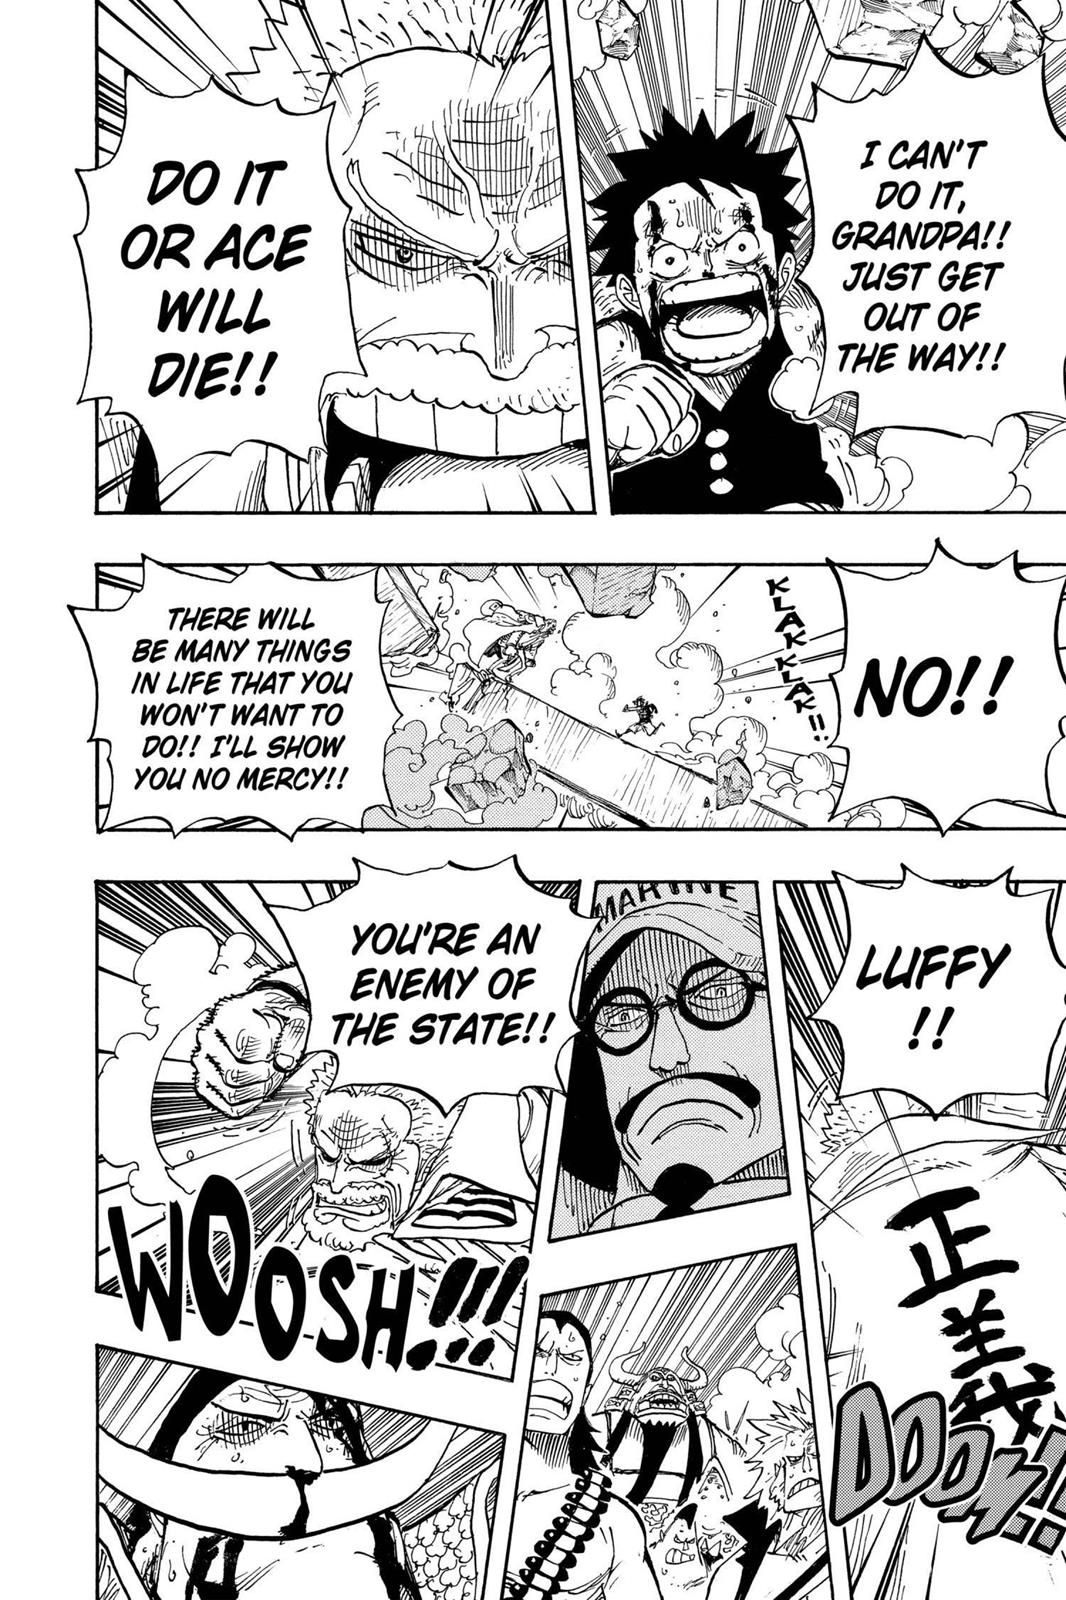 I CAN'T
DO IT,
GRANDPA!!
JUST GET
OUT OF
THE WAY!!
DO IT
OR ACE
WILL
DIE!!
NO!!
KLAK KLAK!!
THERE WILL
BE MANY THINGS
IN LIFE THAT YOU
WON'T WANT TO
DO!! I'LL SHOW
YOU NO MERCY!!
LUFFY
!!
正義
DOOM!!
MARINE
YOU'RE AN
ENEMY OF
THE STATE!!
WOOSH!!!